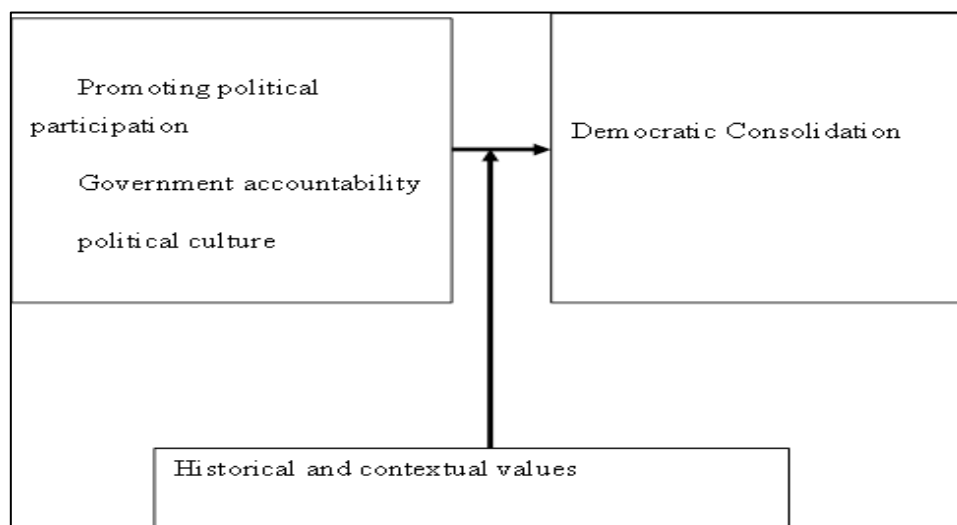 Promoting political
participation
Government accountability
political culture
Democratic Consolidation
Historical and contextual values